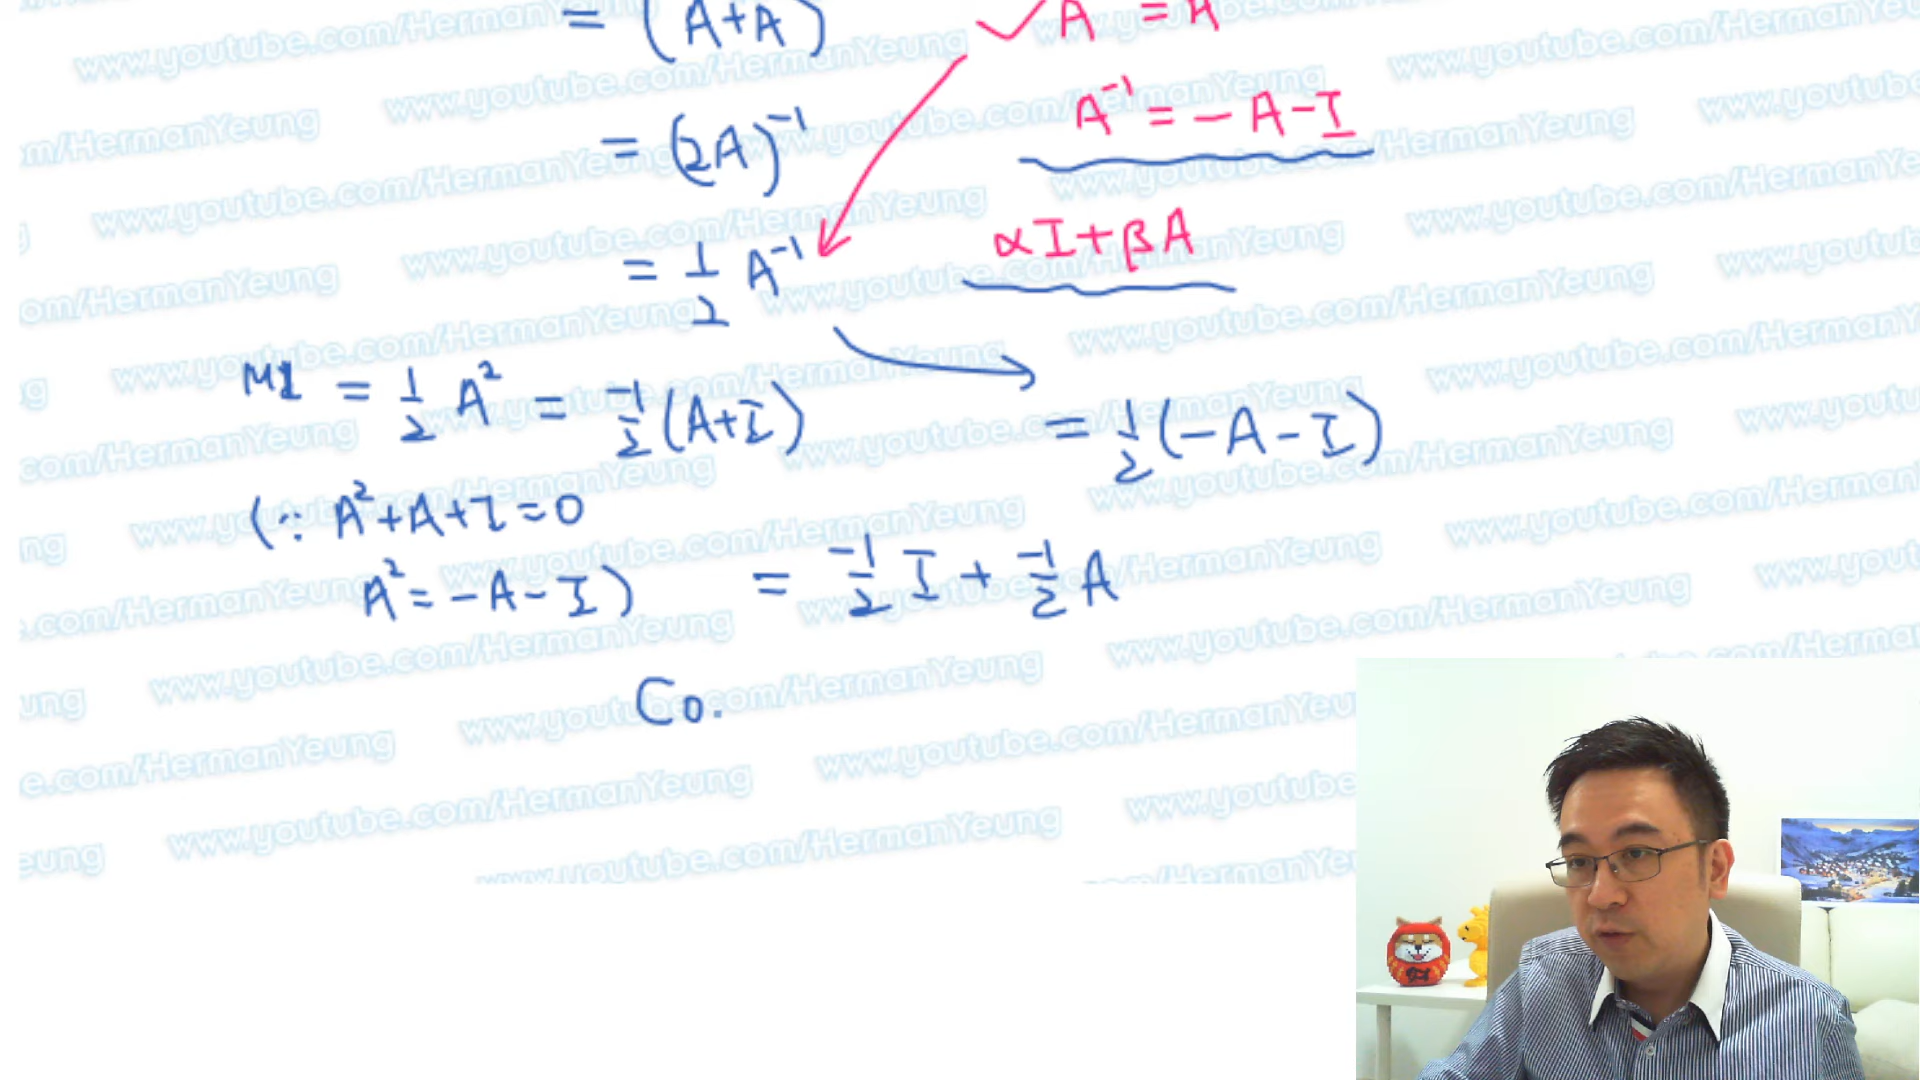 = (A+A)
✓ A = A
= (2A)⁻¹
A⁻¹ = -A-I
= 1/2 A⁻¹
αI+βA
M1 = 1/2 A² = -1/2 (A+I)
= 1/2 (-A-I)
(∵ A²+A+I=0
A² = -A-I)
= -1/2 I + -1/2 A
Co.
www.youtube.com/HermanYeung